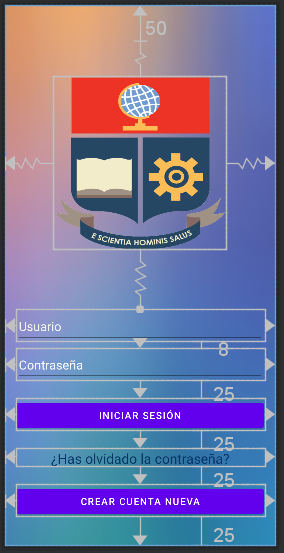 50
E SCIENTIA HOMINIS SALUS
Usuario
8
Contraseña
25
INICIAR SESIÓN
25
¿Has olvidado la contraseña?
25
CREAR CUENTA NUEVA
25